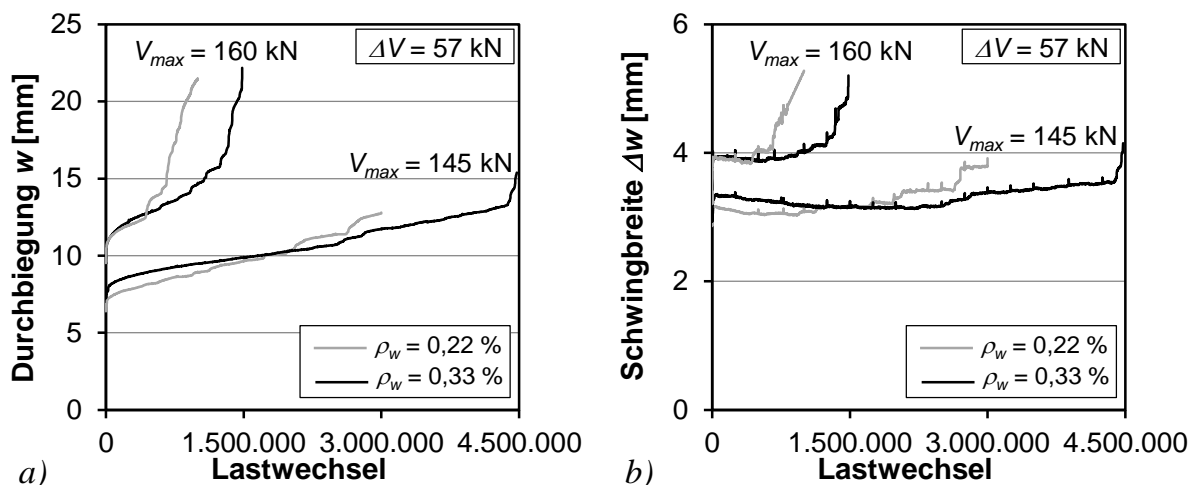 Durchbiegung w [mm]
25
20
15
10
5
0
V_max = 160 kN
ΔV = 57 kN
V_max = 145 kN
ρ_w = 0,22 %
ρ_w = 0,33 %
0 1.500.000 3.000.000 4.500.000
Lastwechsel
a)
Schwingbreite Δw [mm]
6
4
2
0
V_max = 160 kN
ΔV = 57 kN
V_max = 145 kN
ρ_w = 0,22 %
ρ_w = 0,33 %
0 1.500.000 3.000.000 4.500.000
Lastwechsel
b)